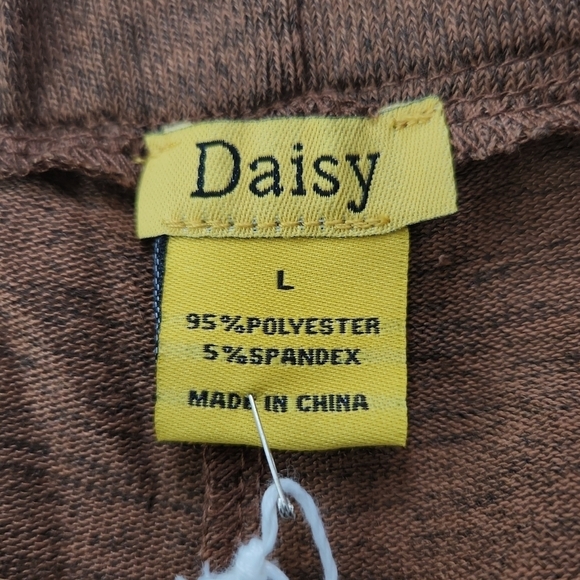 Daisy
L
95%POLYESTER
5%SPANDEX
MADE IN CHINA